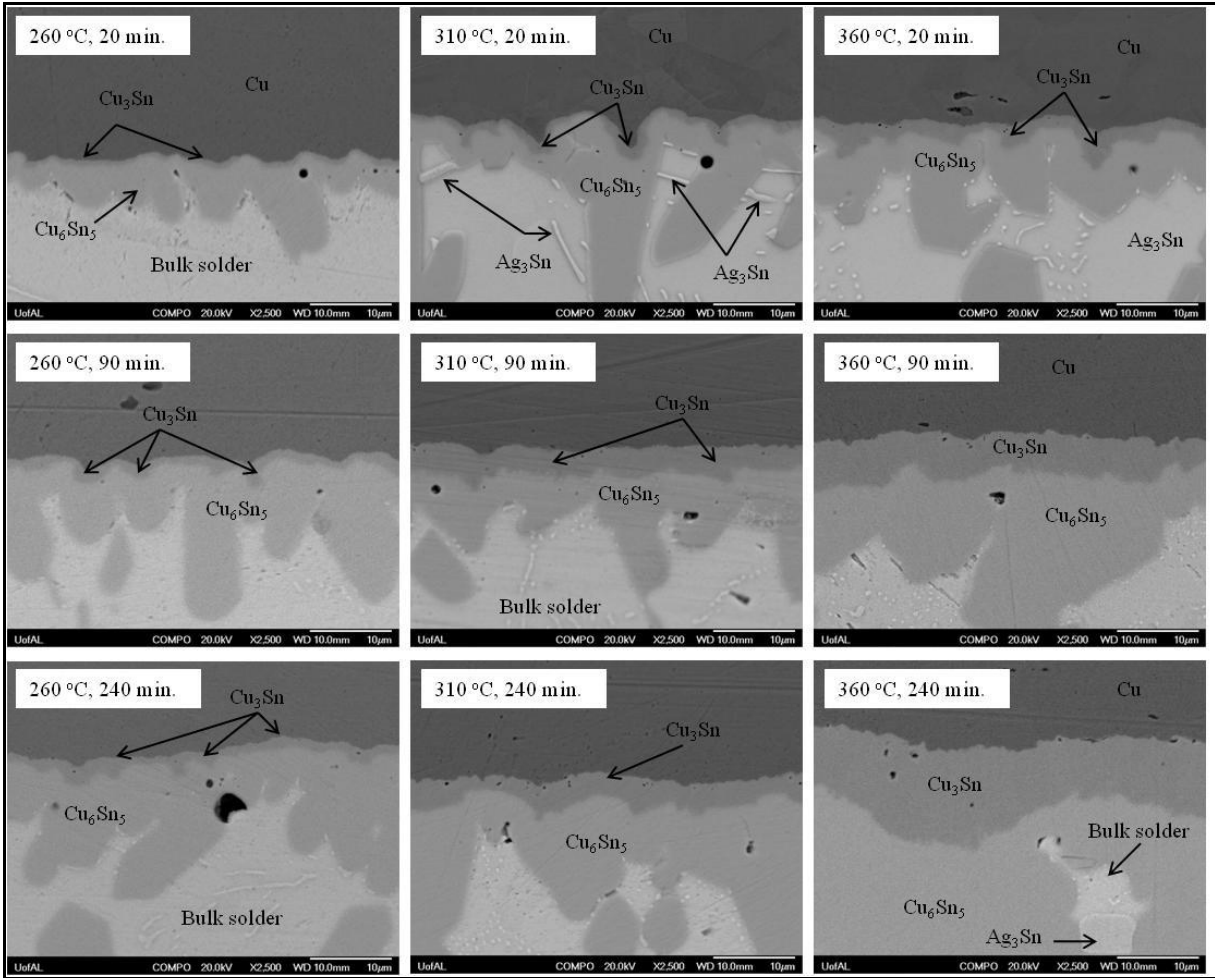 260 °C, 20 min.
Cu
Cu₃Sn
Cu₆Sn₅
Bulk solder
UofAL COMPO 20.0kV X2,500 WD 10.0mm 10µm
310 °C, 20 min.
Cu
Cu₃Sn
Cu₆Sn₅
Ag₃Sn
Ag₃Sn
UofAL COMPO 20.0kV X2,500 WD 10.0mm 10µm
360 °C, 20 min.
Cu
Cu₃Sn
Cu₆Sn₅
Ag₃Sn
UofAL COMPO 20.0kV X2,500 WD 10.0mm 10µm
260 °C, 90 min.
Cu₃Sn
Cu₆Sn₅
UofAL COMPO 20.0kV X2,500 WD 10.0mm 10µm
310 °C, 90 min.
Cu₃Sn
Cu₆Sn₅
Bulk solder
UofAL COMPO 20.0kV X2,500 WD 10.0mm 10µm
360 °C, 90 min.
Cu
Cu₃Sn
Cu₆Sn₅
UofAL COMPO 20.0kV X2,500 WD 10.0mm 10µm
260 °C, 240 min.
Cu₃Sn
Cu₆Sn₅
Bulk solder
UofAL COMPO 20.0kV X2,500 WD 10.0mm 10µm
310 °C, 240 min.
Cu₃Sn
Cu₆Sn₅
UofAL COMPO 20.0kV X2,500 WD 10.0mm 10µm
360 °C, 240 min.
Cu
Cu₃Sn
Bulk solder
Cu₆Sn₅
Ag₃Sn
UofAL COMPO 20.0kV X2,500 WD 10.0mm 10µm